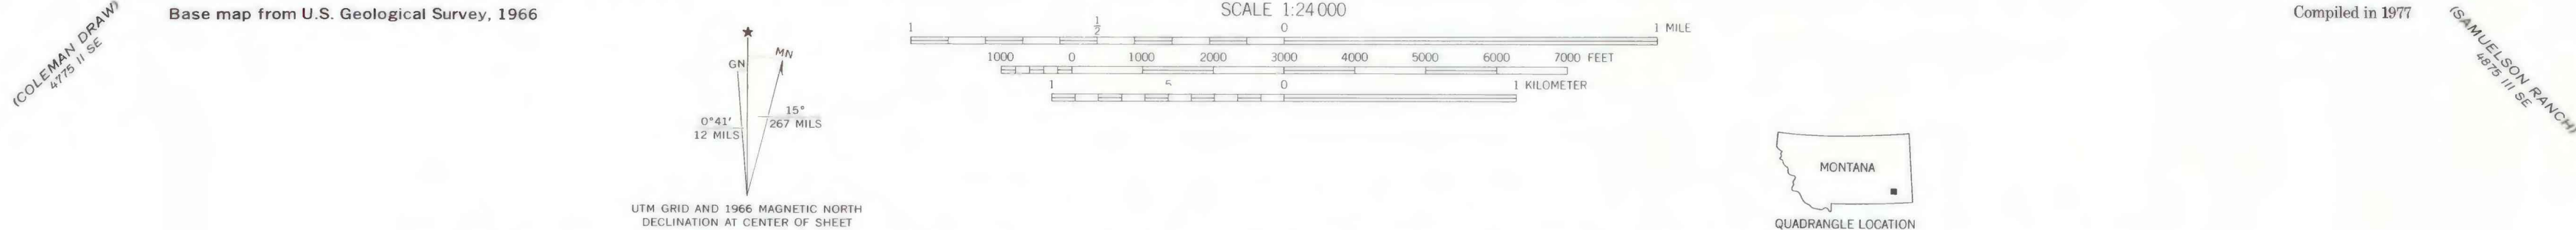 (COLEMAN DRAW)
4775 II SE
Base map from U.S. Geological Survey, 1966
★
GN
MN
0°41′
12 MILS
15°
267 MILS
UTM GRID AND 1966 MAGNETIC NORTH
DECLINATION AT CENTER OF SHEET
SCALE 1:24 000
1 1/2 0 1 MILE
1000 0 1000 2000 3000 4000 5000 6000 7000 FEET
1 5 0 1 KILOMETER
MONTANA
QUADRANGLE LOCATION
Compiled in 1977
(SAMUELSON RANCH)
4875 III SE